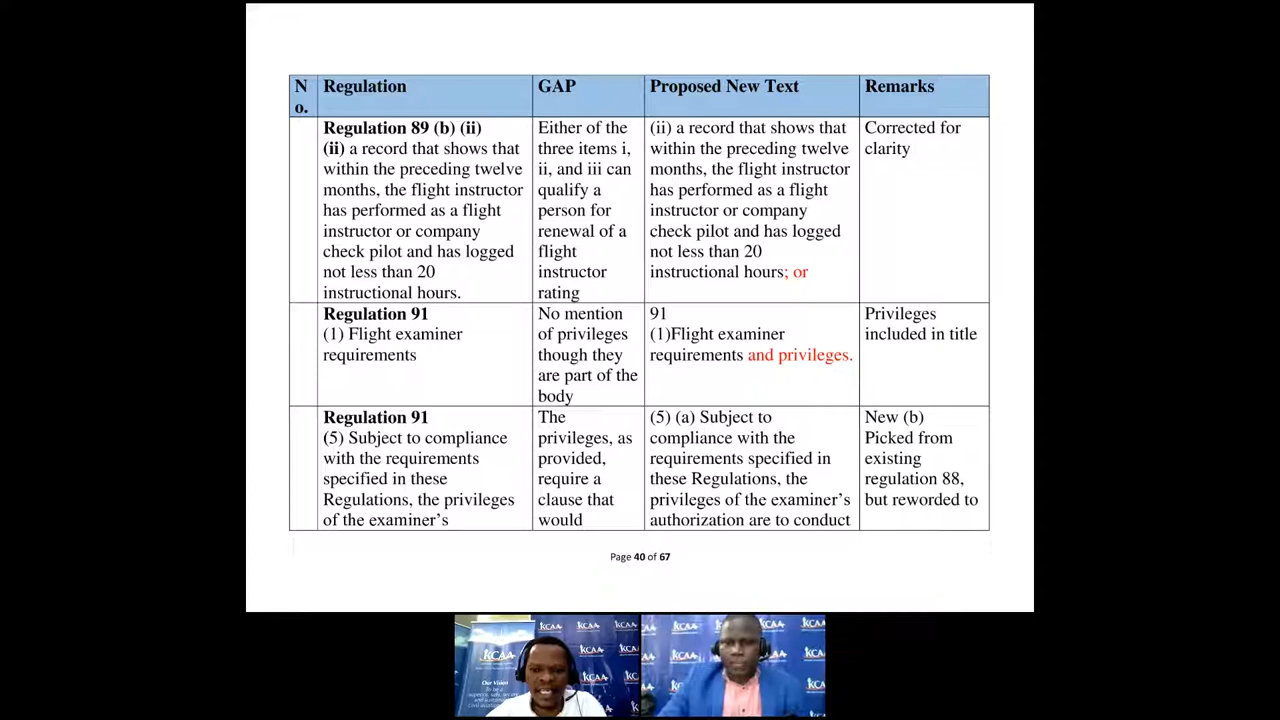 N
o.
Regulation
GAP
Proposed New Text
Remarks
Regulation 89 (b) (ii)
(ii) a record that shows that
within the preceding twelve
months, the flight instructor
has performed as a flight
instructor or company
check pilot and has logged
not less than 20
instructional hours.
Either of the
three items i,
ii, and iii can
qualify a
person for
renewal of a
flight
instructor
rating
(ii) a record that shows that
within the preceding twelve
months, the flight instructor
has performed as a flight
instructor or company
check pilot and has logged
not less than 20
instructional hours; or
Corrected for
clarity
Regulation 91
(1) Flight examiner
requirements
No mention
of privileges
though they
are part of the
body
91
(1)Flight examiner
requirements and privileges.
Privileges
included in title
Regulation 91
(5) Subject to compliance
with the requirements
specified in these
Regulations, the privileges
of the examiner’s
The
privileges, as
provided,
require a
clause that
would
(5) (a) Subject to
compliance with the
requirements specified in
these Regulations, the
privileges of the examiner’s
authorization are to conduct
New (b)
Picked from
existing
regulation 88,
but reworded to
Page 40 of 67
KCAA
Our Vision
To be a
KCAA
KCAA
KCAA
KCAA